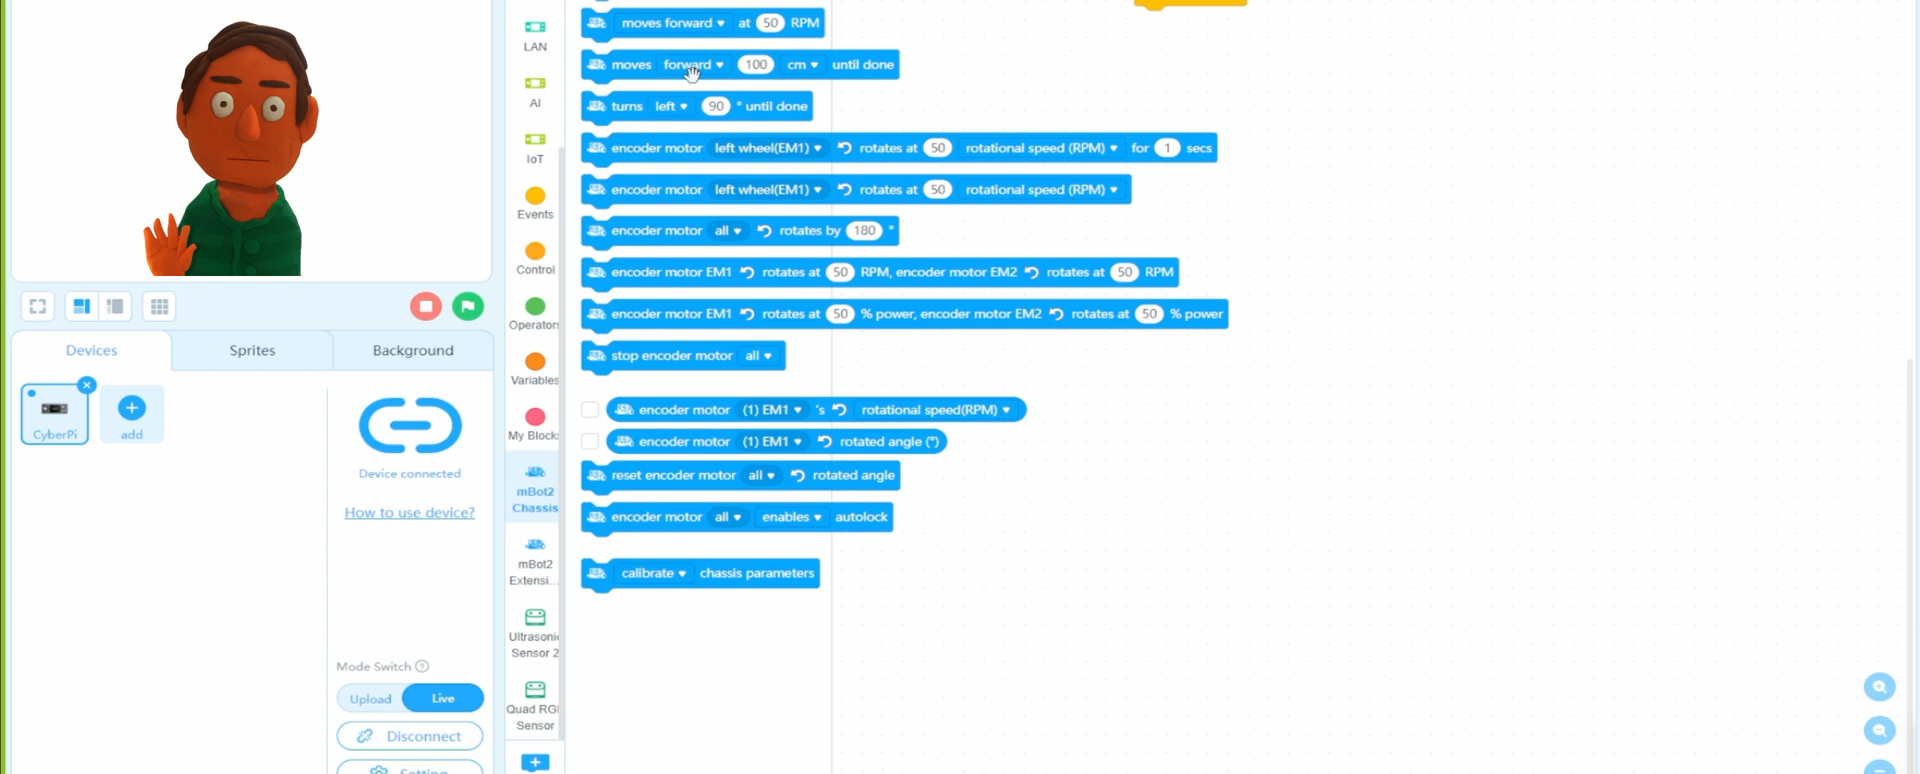 moves forward at 50 RPM
moves forward 100 cm until done
turns left 90 ° until done
encoder motor left wheel(EM1) rotates at 50 rotational speed (RPM) for 1 secs
encoder motor left wheel(EM1) rotates at 50 rotational speed (RPM)
encoder motor all rotates by 180 °
encoder motor EM1 rotates at 50 RPM, encoder motor EM2 rotates at 50 RPM
encoder motor EM1 rotates at 50 % power, encoder motor EM2 rotates at 50 % power
stop encoder motor all
encoder motor (1) EM1 's rotational speed(RPM)
encoder motor (1) EM1 rotated angle (°)
reset encoder motor all rotated angle
encoder motor all enables autolock
calibrate chassis parameters
LAN
AI
IoT
Events
Control
Operators
Variables
My Block
mBot2
Chassis
mBot2
Extensi...
Ultrasoni
Sensor 2
Quad RG
Sensor
Devices
Sprites
Background
CyberPi
add
Device connected
How to use device?
Mode Switch ?
Upload
Live
Disconnect
Setting